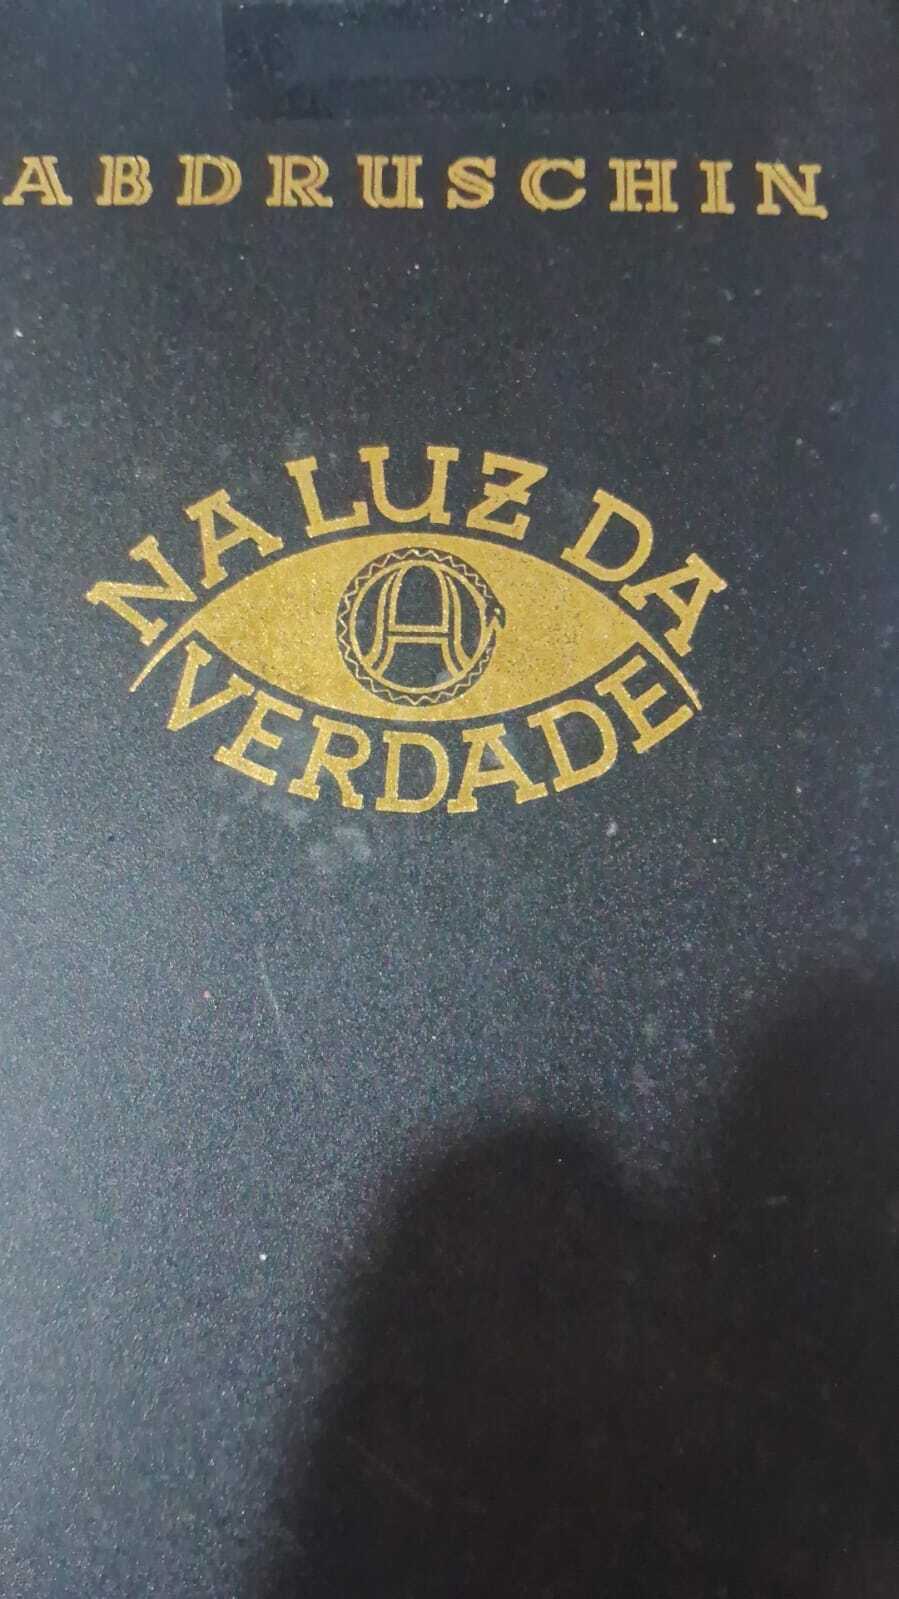 ABDRUSCHIN
NA LUZ DA
A
VERDADE